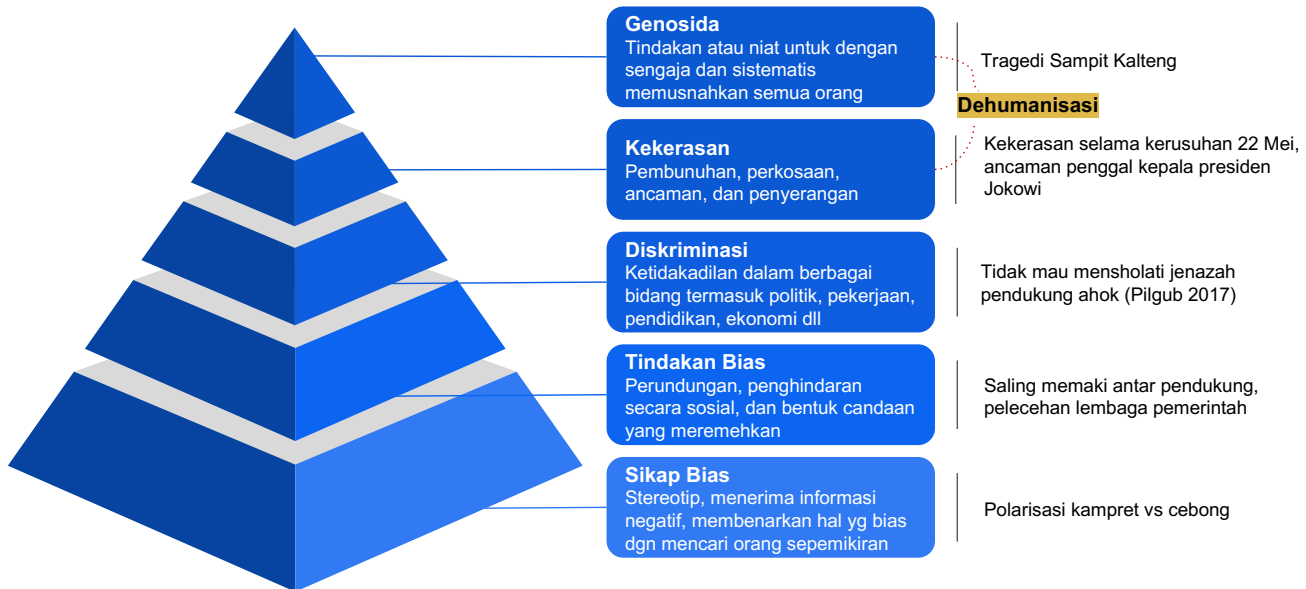 Genosida
Tindakan atau niat untuk dengan
sengaja dan sistematis
memusnahkan semua orang
Tragedi Sampit Kalteng
Dehumanisasi
Kekerasan
Pembunuhan, perkosaan,
ancaman, dan penyerangan
Kekerasan selama kerusuhan 22 Mei,
ancaman penggal kepala presiden
Jokowi
Diskriminasi
Ketidakadilan dalam berbagai
bidang termasuk politik, pekerjaan,
pendidikan, ekonomi dll
Tidak mau mensholati jenazah
pendukung ahok (Pilgub 2017)
Tindakan Bias
Perundungan, penghindaran
secara sosial, dan bentuk candaan
yang meremehkan
Saling memaki antar pendukung,
pelecehan lembaga pemerintah
Sikap Bias
Stereotip, menerima informasi
negatif, membenarkan hal yg bias
dgn mencari orang sepemikiran
Polarisasi kampret vs cebong